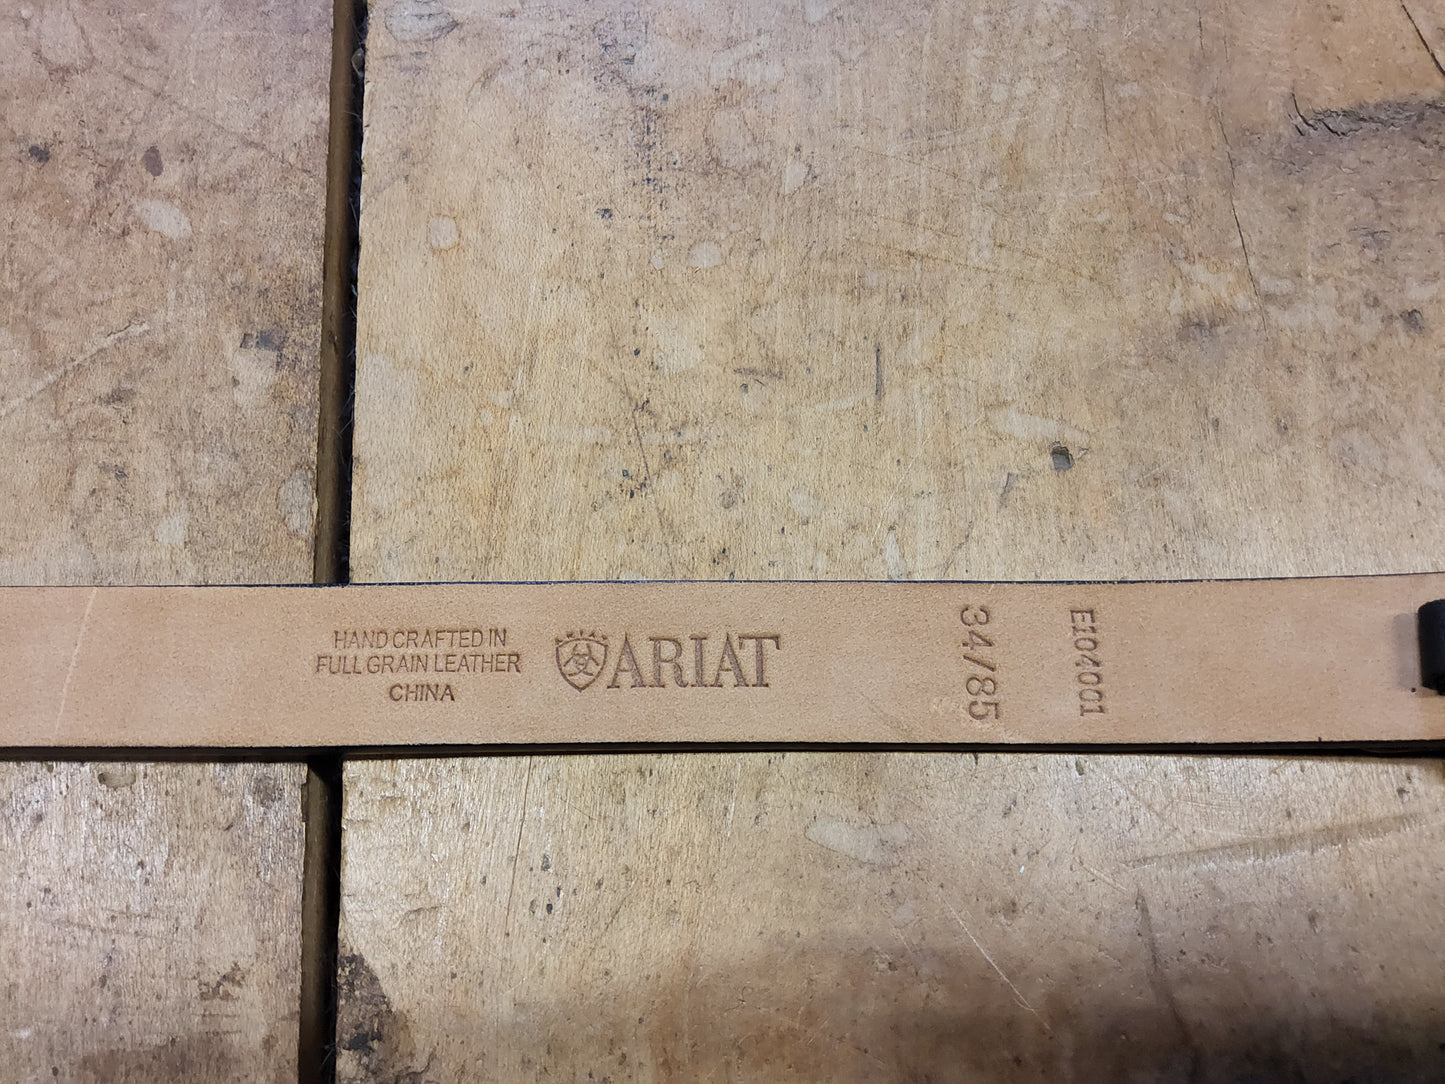 HAND CRAFTED IN
FULL GRAIN LEATHER
CHINA
ARIAT
34/85
E104001